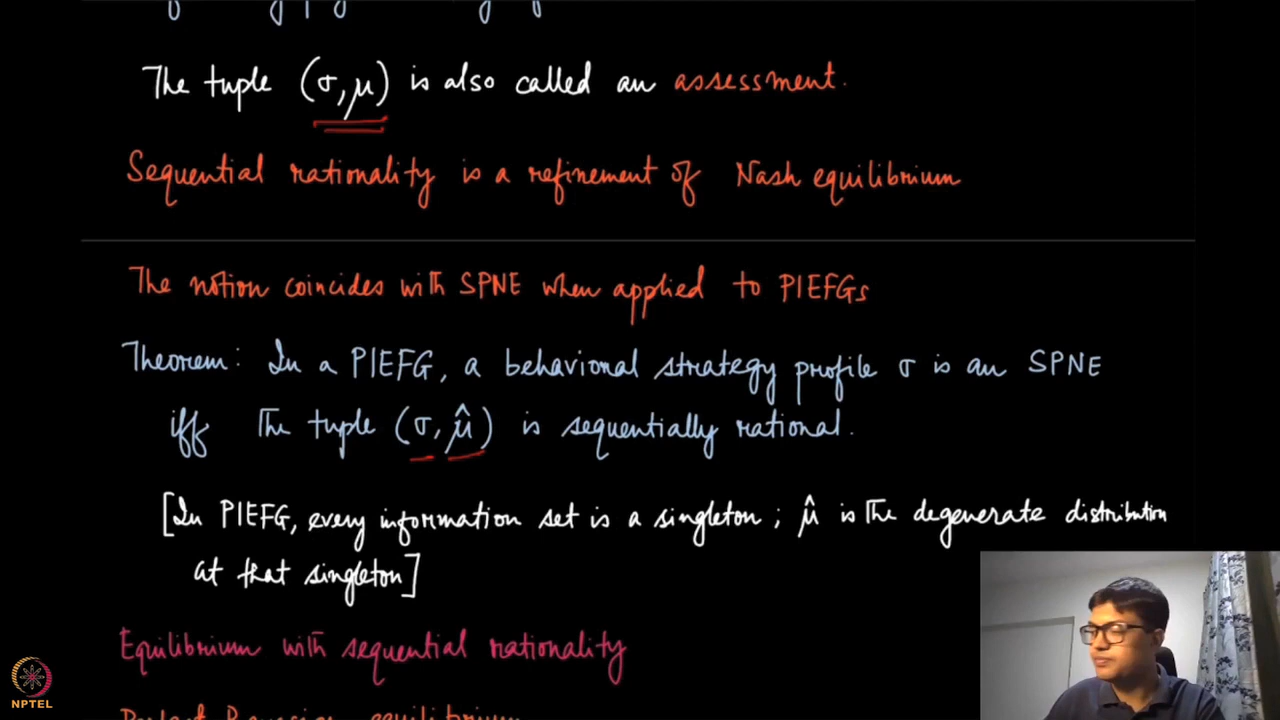 The tuple (σ, μ) is also called an assessment.
Sequential rationality is a refinement of Nash equilibrium
The notion coincides with SPNE when applied to PIEFGs
Theorem: In a PIEFG, a behavioral strategy profile σ is an SPNE
iff the tuple (σ, μ̂) is sequentially rational.
[In PIEFG, every information set is a singleton; μ̂ is the degenerate distribution
at that singleton]
Equilibrium with sequential rationality
Perfect Bayesian equilibrium
NPTEL